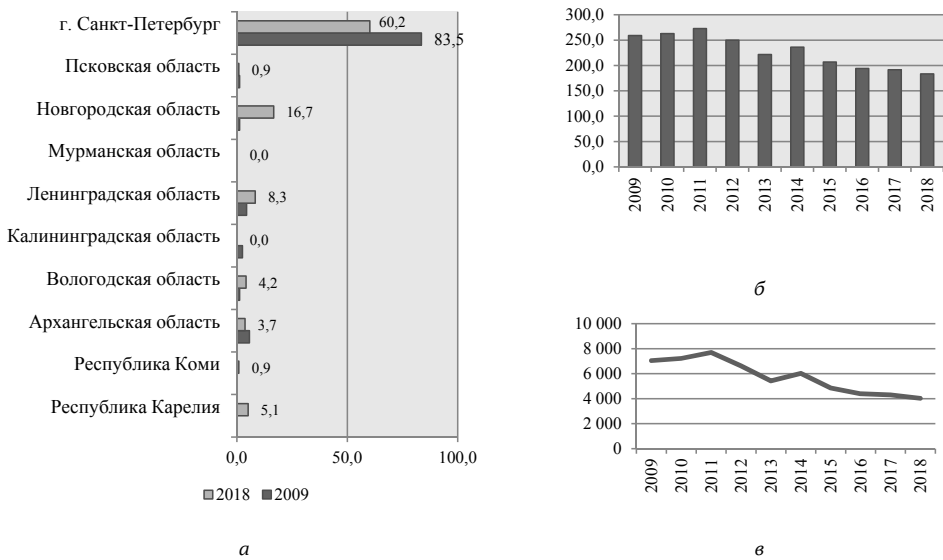 г. Санкт-Петербург
60,2
83,5
Псковская область
0,9
Новгородская область
16,7
Мурманская область
0,0
Ленинградская область
8,3
Калининградская область
0,0
Вологодская область
4,2
Архангельская область
3,7
Республика Коми
0,9
Республика Карелия
5,1
0,0 50,0 100,0
2018 2009
а
300,0
250,0
200,0
150,0
100,0
50,0
0,0
2009 2010 2011 2012 2013 2014 2015 2016 2017 2018
б
10 000
8 000
6 000
4 000
2 000
0
2009 2010 2011 2012 2013 2014 2015 2016 2017 2018
в